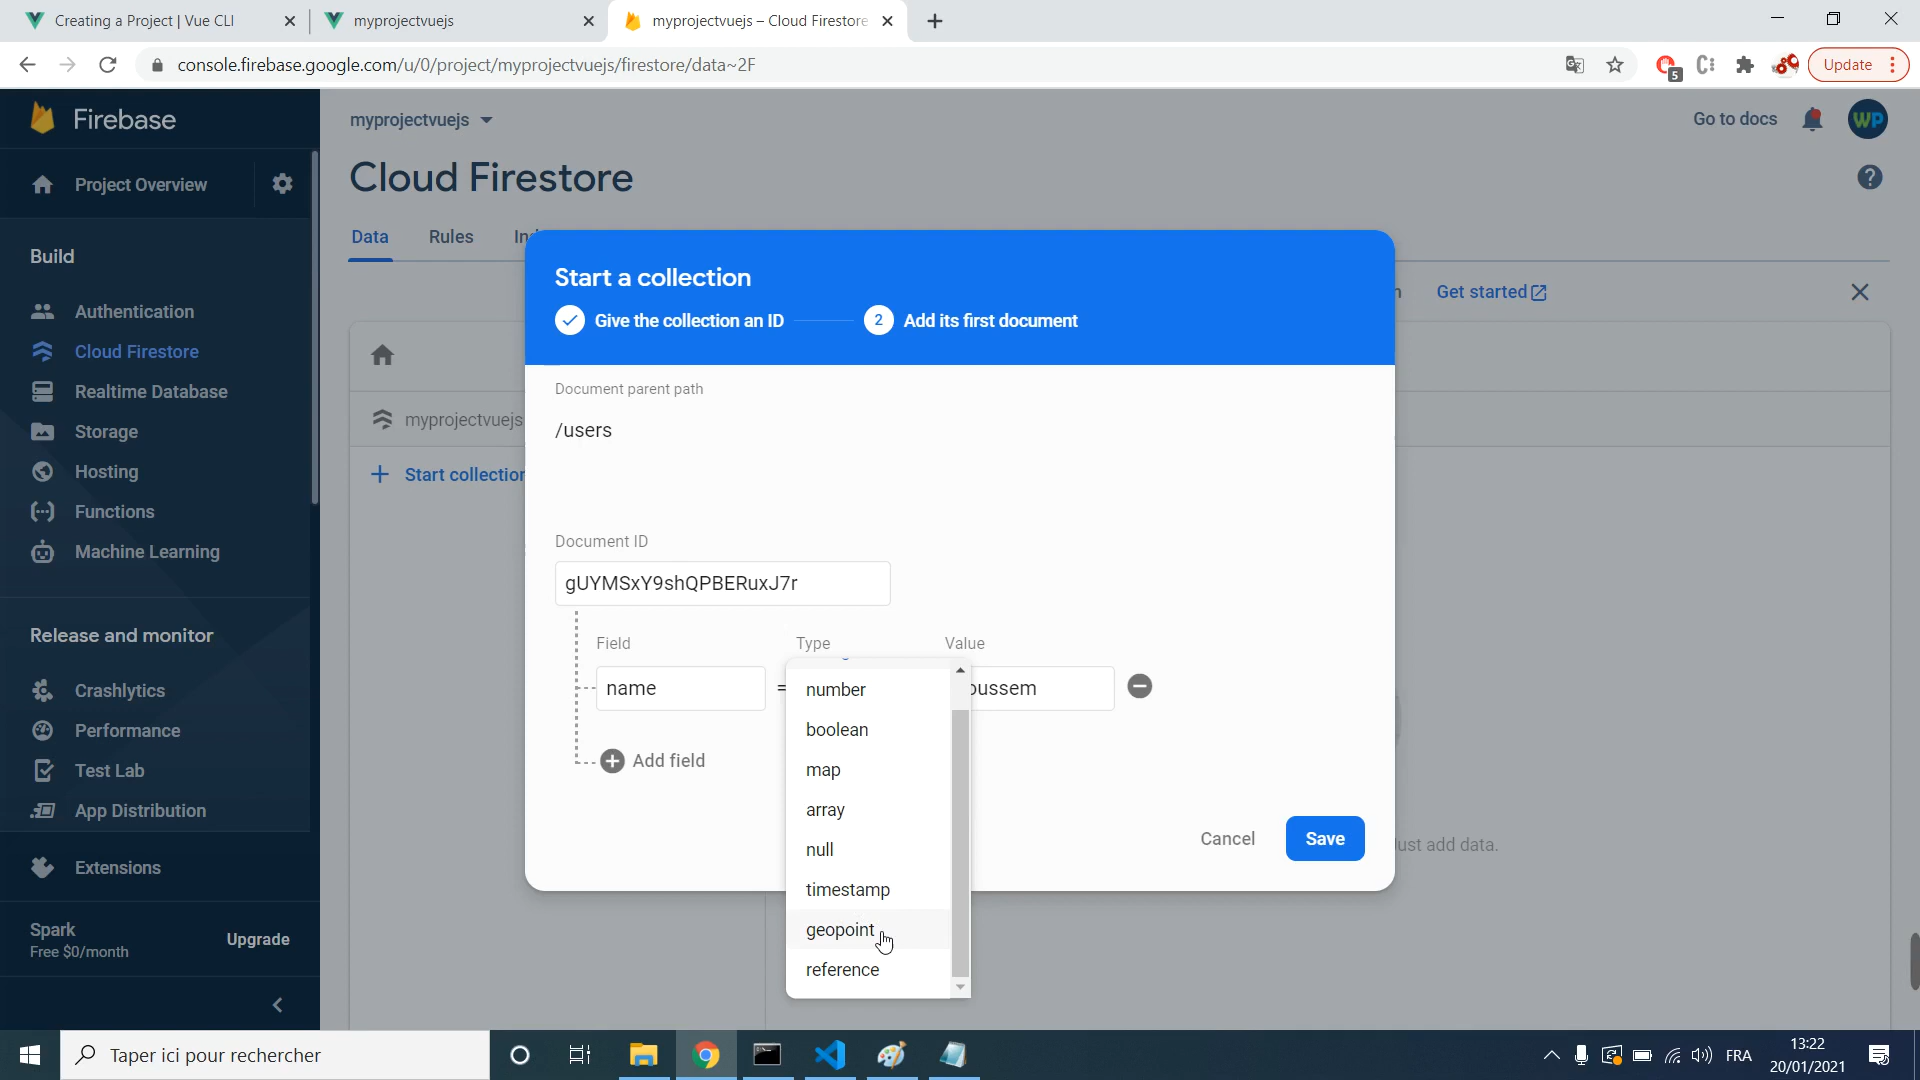 Creating a Project | Vue CLI
myprojectvuejs
myprojectvuejs – Cloud Firestore
console.firebase.google.com/u/0/project/myprojectvuejs/firestore/data~2F
5
Update
Firebase
myprojectvuejs
Go to docs
WP
Project Overview
Cloud Firestore
Data
Rules
Ind
Build
Start a collection
Get started
Authentication
Give the collection an ID
2
Add its first document
Cloud Firestore
Realtime Database
Document parent path
Storage
myprojectvuejs
/users
Hosting
Start collection
Functions
Document ID
Machine Learning
gUYMSxY9shQPBERuxJ7r
Release and monitor
Field
Type
Value
Crashlytics
name
=
number
oussem
Performance
boolean
Test Lab
Add field
map
App Distribution
array
Cancel
Save
Just add data.
null
Extensions
timestamp
Spark
Free $0/month
Upgrade
geopoint
reference
Taper ici pour rechercher
FRA
13:22
20/01/2021